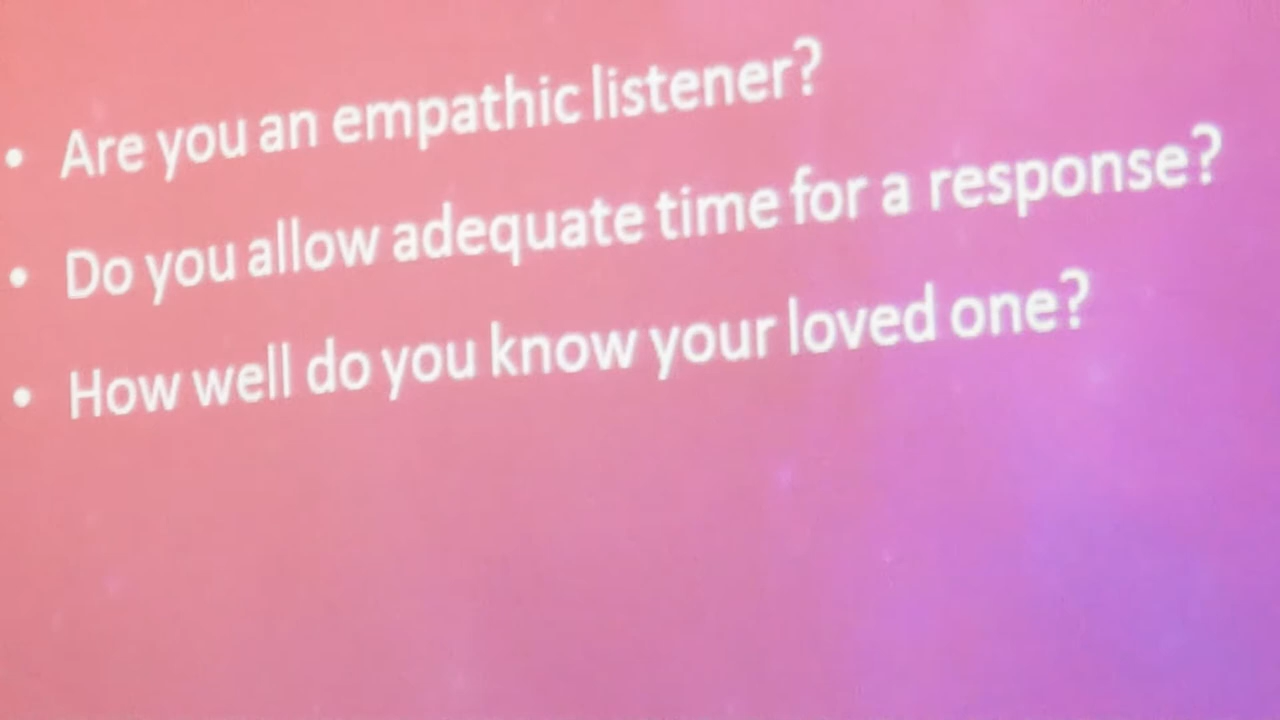 • Are you an empathic listener?
• Do you allow adequate time for a response?
• How well do you know your loved one?